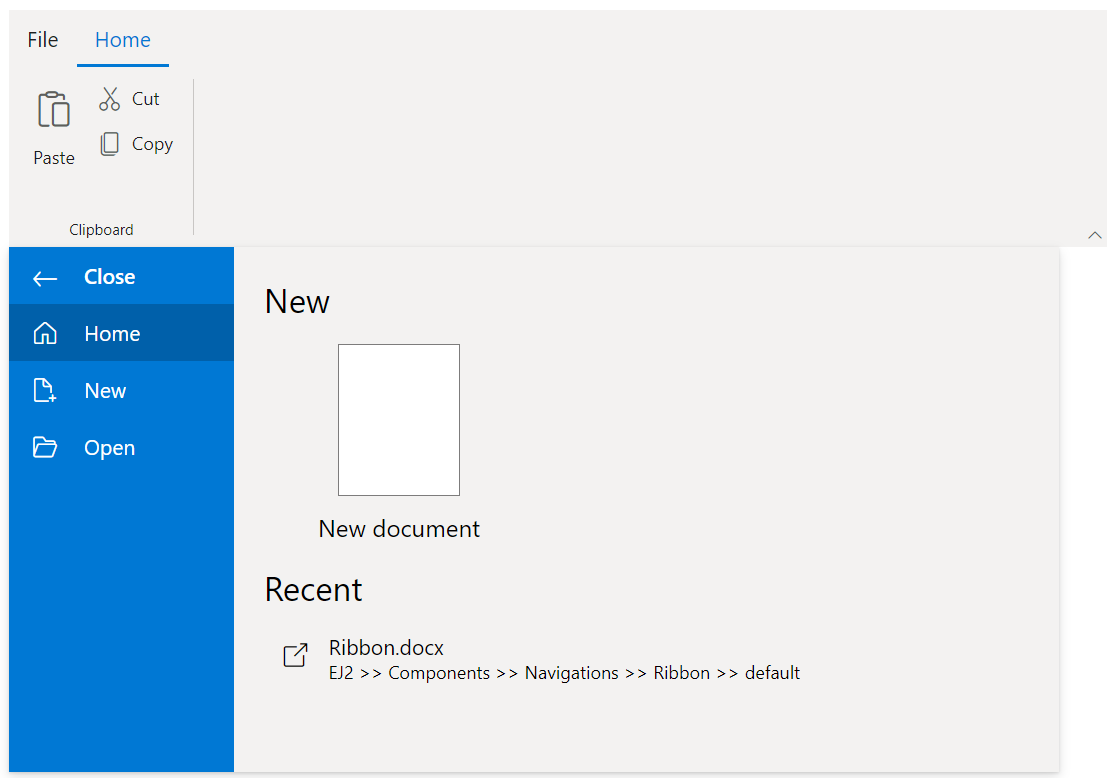 File Home
Paste
Cut
Copy
Clipboard
Close
Home
New
Open
New
New document
Recent
Ribbon.docx
EJ2 >> Components >> Navigations >> Ribbon >> default